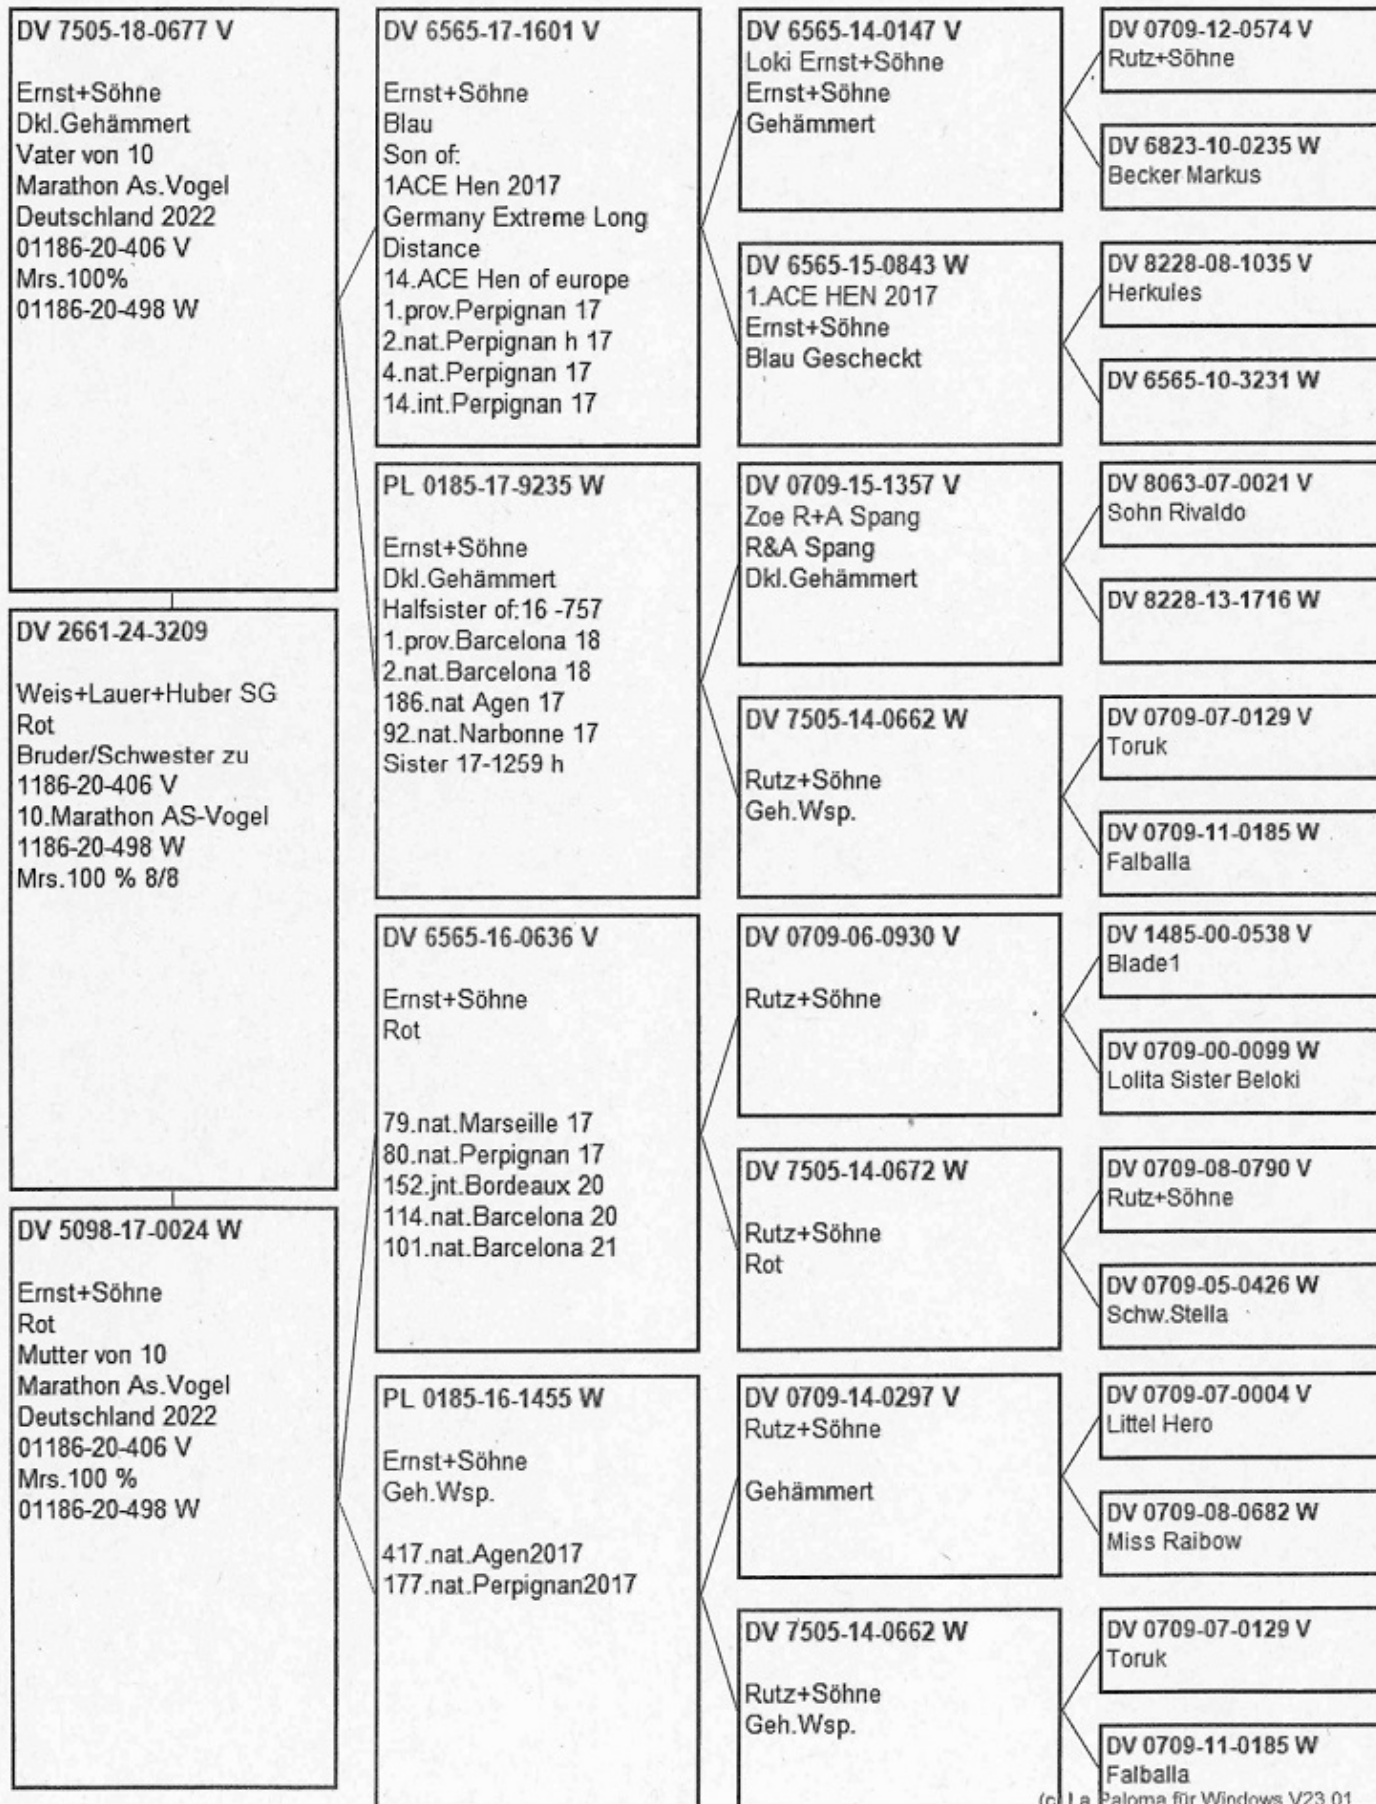 DV 7505-18-0677 V
Ernst+Söhne
Dkl.Gehämmert
Vater von 10
Marathon As.Vogel
Deutschland 2022
01186-20-406 V
Mrs.100%
01186-20-498 W
DV 2661-24-3209
Weis+Lauer+Huber SG
Rot
Bruder/Schwester zu
1186-20-406 V
10.Marathon AS-Vogel
1186-20-498 W
Mrs.100 % 8/8
DV 5098-17-0024 W
Ernst+Söhne
Rot
Mutter von 10
Marathon As.Vogel
Deutschland 2022
01186-20-406 V
Mrs.100 %
01186-20-498 W
DV 6565-17-1601 V
Ernst+Söhne
Blau
Son of:
1ACE Hen 2017
Germany Extreme Long
Distance
14.ACE Hen of europe
1.prov.Perpignan 17
2.nat.Perpignan h 17
4.nat.Perpignan 17
14.int.Perpignan 17
PL 0185-17-9235 W
Ernst+Söhne
Dkl.Gehämmert
Halfsister of:16 -757
1.prov.Barcelona 18
2.nat.Barcelona 18
186.nat Agen 17
92.nat.Narbonne 17
Sister 17-1259 h
DV 6565-16-0636 V
Ernst+Söhne
Rot
79.nat.Marseille 17
80.nat.Perpignan 17
152.jnt.Bordeaux 20
114.nat.Barcelona 20
101.nat.Barcelona 21
PL 0185-16-1455 W
Ernst+Söhne
Geh.Wsp.
417.nat.Agen2017
177.nat.Perpignan2017
DV 6565-14-0147 V
Loki Ernst+Söhne
Ernst+Söhne
Gehämmert
DV 6565-15-0843 W
1.ACE HEN 2017
Ernst+Söhne
Blau Gescheckt
DV 0709-15-1357 V
Zoe R+A Spang
R&A Spang
Dkl.Gehämmert
DV 7505-14-0662 W
Rutz+Söhne
Geh.Wsp.
DV 0709-06-0930 V
Rutz+Söhne
DV 7505-14-0672 W
Rutz+Söhne
Rot
DV 0709-14-0297 V
Rutz+Söhne
Gehämmert
DV 7505-14-0662 W
Rutz+Söhne
Geh.Wsp.
DV 0709-12-0574 V
Rutz+Söhne
DV 6823-10-0235 W
Becker Markus
DV 8228-08-1035 V
Herkules
DV 6565-10-3231 W
DV 8063-07-0021 V
Sohn Rivaldo
DV 8228-13-1716 W
DV 0709-07-0129 V
Toruk
DV 0709-11-0185 W
Falballa
DV 1485-00-0538 V
Blade1
DV 0709-00-0099 W
Lolita Sister Beloki
DV 0709-08-0790 V
Rutz+Söhne
DV 0709-05-0426 W
Schw.Stella
DV 0709-07-0004 V
Littel Hero
DV 0709-08-0682 W
Miss Raibow
DV 0709-07-0129 V
Toruk
DV 0709-11-0185 W
Falballa
(c) La Paloma für Windows V23.01